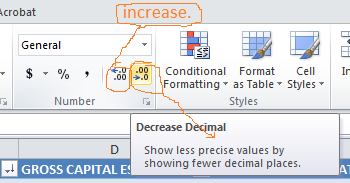 increase.
Acrobat
General
$ % ,
←.0 .00
.00 →.0
Conditional Formatting
Format as Table
Cell Styles
Number
Styles
Decrease Decimal
Show less precise values by
showing fewer decimal places.
D
GROSS CAPITAL ES